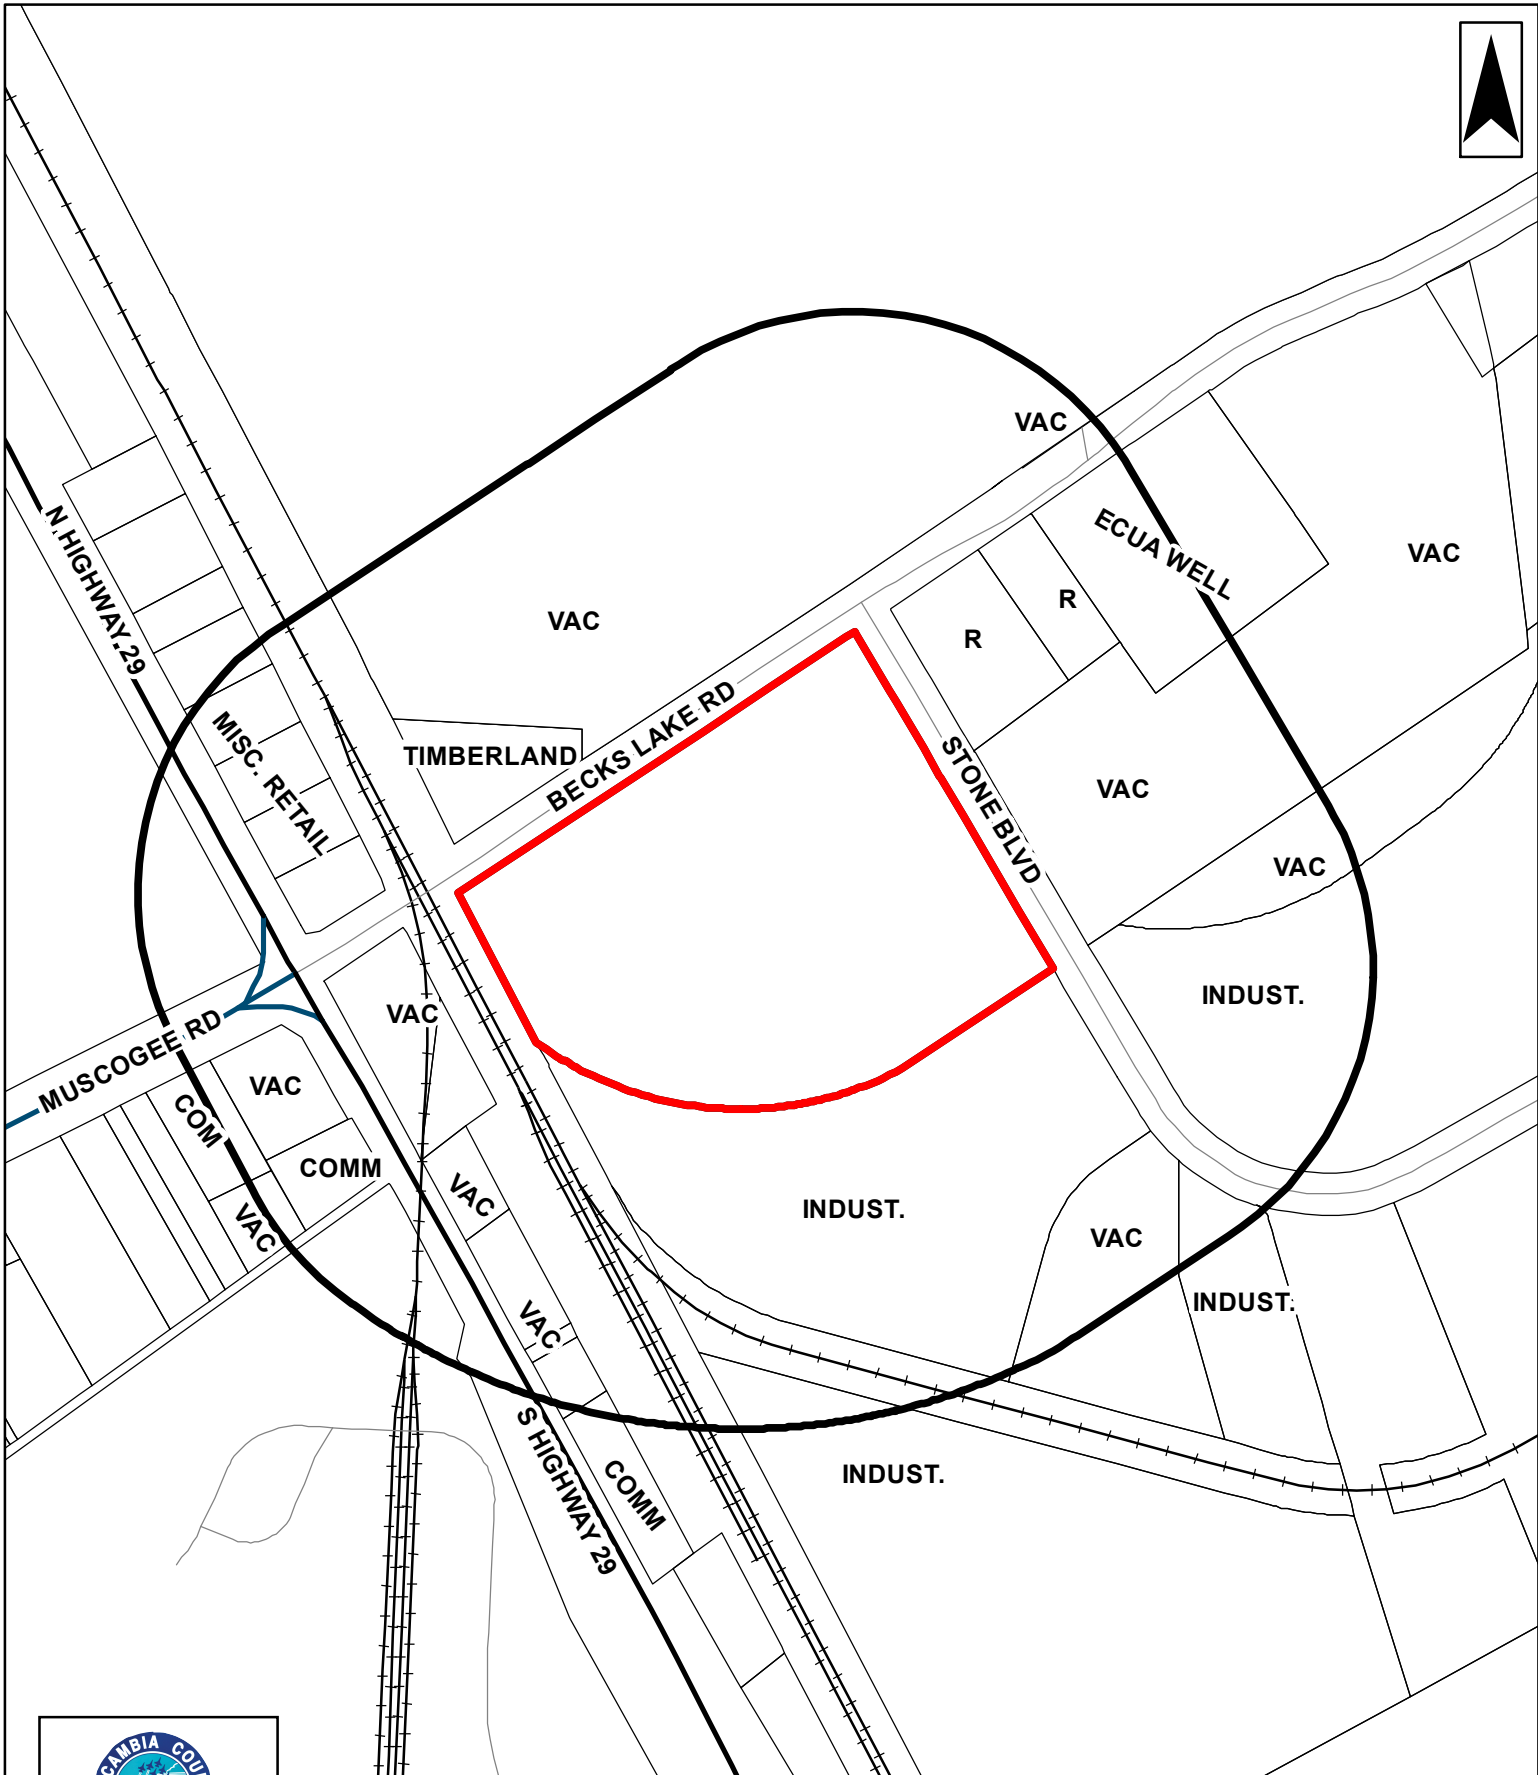 VAC
ECUA WELL
N. HIGHWAY. 29
VAC
R
VAC
R
MISC. RETAIL
TIMBERLAND
BECKS LAKE RD
STONE BLVD
VAC
VAC
INDUST.
VAC
MUSCOGEE RD
VAC
COM
COMM
VAC
VAC
INDUST.
VAC
VAC
INDUST.
S HIGHWAY 29
COMM
INDUST.